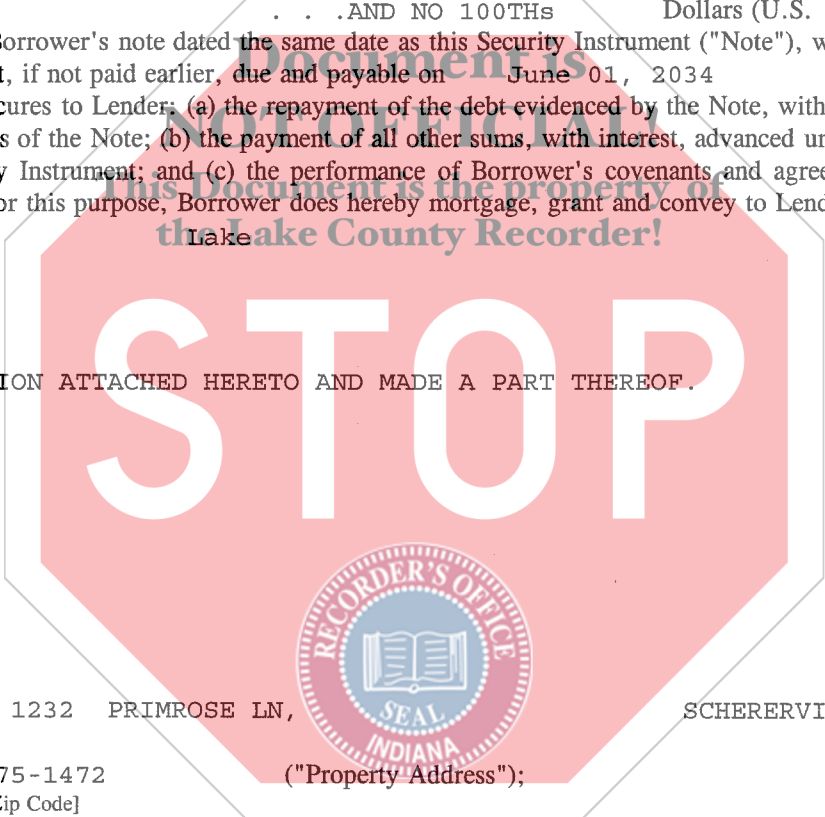 . . .AND NO 100THs Dollars (U.S.
Borrower's note dated the same date as this Security Instrument ("Note"), w
Document is
t, if not paid earlier, due and payable on June 01, 2034
cures to Lender: (a) the repayment of the debt evidenced by the Note, with
NOT OFFICIAL
s of the Note; (b) the payment of all other sums, with interest, advanced un
y Instrument; and (c) the performance of Borrower's covenants and agree
This Document is the property of
or this purpose, Borrower does hereby mortgage, grant and convey to Lend
the Lake County Recorder!
Lake
STOP
ION ATTACHED HERETO AND MADE A PART THEREOF.
RECORDER'S OFFICE
SEAL
INDIANA
1232 PRIMROSE LN, SCHERERVI
75-1472 ("Property Address");
Zip Code]